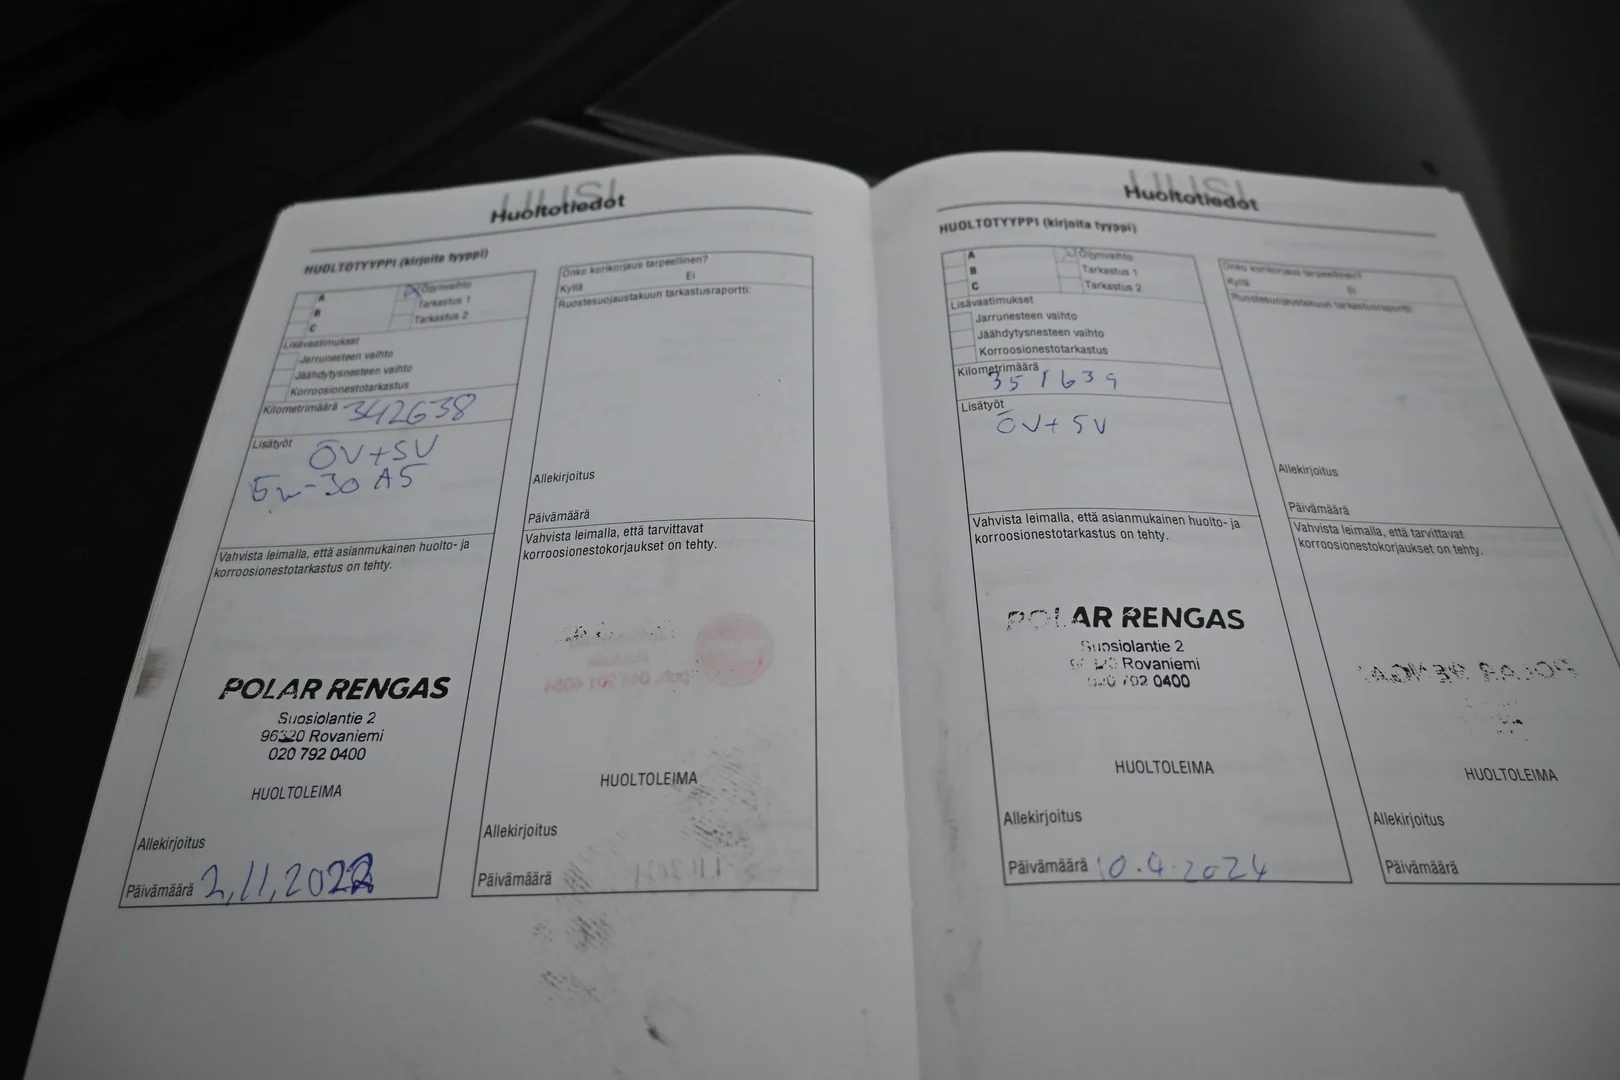 UUSI
Huoltotiedot
HUOLTOTYYPPI (kirjoita tyyppi)
A
B
C
Öljynvaihto
Tarkastus 1
Tarkastus 2
Lisävaatimukset
Jarrunesteen vaihto
Jäähdytysnesteen vaihto
Korroosionestotarkastus
Kilometrimäärä 342638
Lisätyöt
ÖV+SV
5w-30 A5
Vahvista leimalla, että asianmukainen huolto- ja
korroosionestotarkastus on tehty.
POLAR RENGAS
Suosiolantie 2
96320 Rovaniemi
020 792 0400
HUOLTOLEIMA
Allekirjoitus
Päivämäärä 2.11.2022
Onko korikorjaus tarpeellinen?
Kyllä Ei
Ruostesuojaustakuun tarkastusraportti:
Allekirjoitus
Päivämäärä
Vahvista leimalla, että tarvittavat
korroosionestokorjaukset on tehty.
HUOLTOLEIMA
Allekirjoitus
Päivämäärä
UUSI
Huoltotiedot
HUOLTOTYYPPI (kirjoita tyyppi)
A
B
C
Öljynvaihto
Tarkastus 1
Tarkastus 2
Lisävaatimukset
Jarrunesteen vaihto
Jäähdytysnesteen vaihto
Korroosionestotarkastus
Kilometrimäärä
351639
Lisätyöt
ÖV+SV
Vahvista leimalla, että asianmukainen huolto- ja
korroosionestotarkastus on tehty.
POLAR RENGAS
Suosiolantie 2
Rovaniemi
020 792 0400
HUOLTOLEIMA
Allekirjoitus
Päivämäärä 10.4.2024
Onko korikorjaus tarpeellinen?
Kyllä Ei
Ruostesuojaustakuun tarkastusraportti:
Allekirjoitus
Päivämäärä
Vahvista leimalla, että tarvittavat
korroosionestokorjaukset on tehty.
HUOLTOLEIMA
Allekirjoitus
Päivämäärä